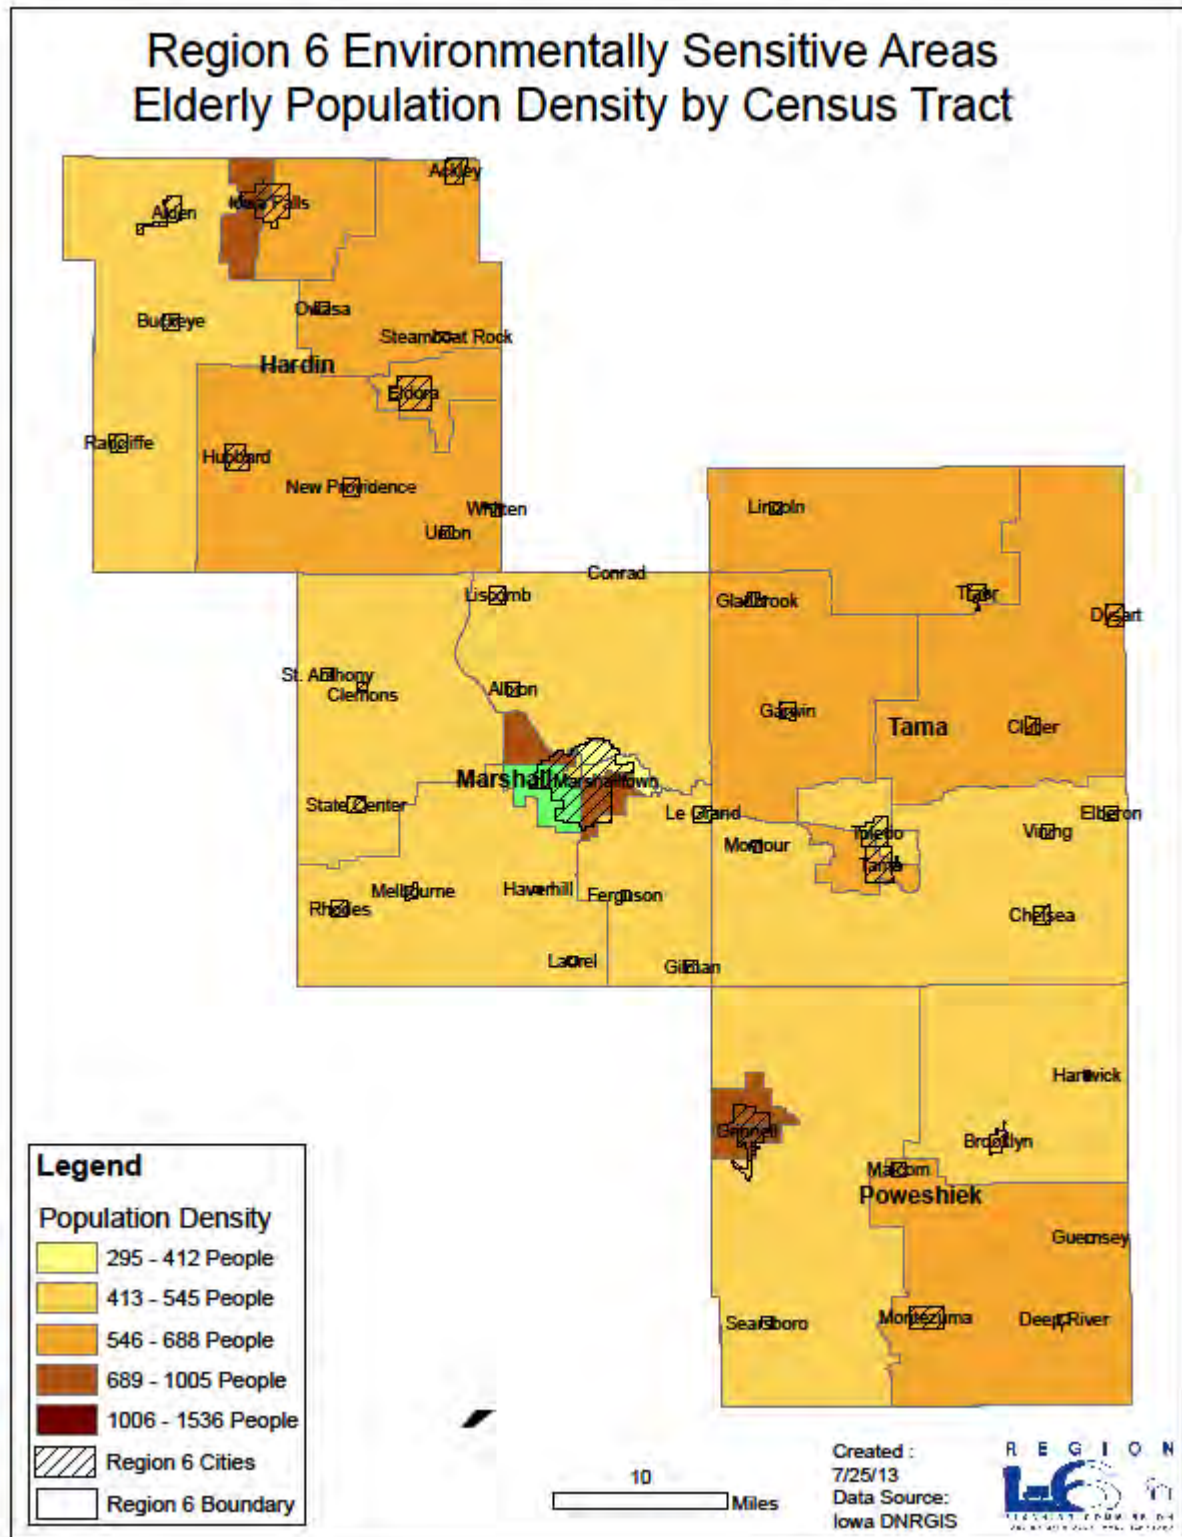 Region 6 Environmentally Sensitive Areas
Elderly Population Density by Census Tract
Ackley
Iowa Falls
Alden
Owasa
Buckeye
Steamboat Rock
Hardin
Eldora
Radcliffe
Hubbard
New Providence
Whitten
Union
Lincoln
Conrad
Liscomb
Gladbrook
Traer
Dysart
St. Anthony
Clemons
Albion
Garwin
Tama
Clutier
Marshall
Marshalltown
State Center
Le Grand
Elberon
Vining
Toledo
Montour
Tama
Melbourne
Haverhill
Ferguson
Rhodes
Chelsea
Laurel
Gilman
Hartwick
Grinnell
Brooklyn
Malcom
Poweshiek
Guernsey
Searsboro
Montezuma
Deep River
Legend
Population Density
295 - 412 People
413 - 545 People
546 - 688 People
689 - 1005 People
1006 - 1536 People
Region 6 Cities
Region 6 Boundary
10
Miles
Created :
7/25/13
Data Source:
Iowa DNRGIS
REGION
6